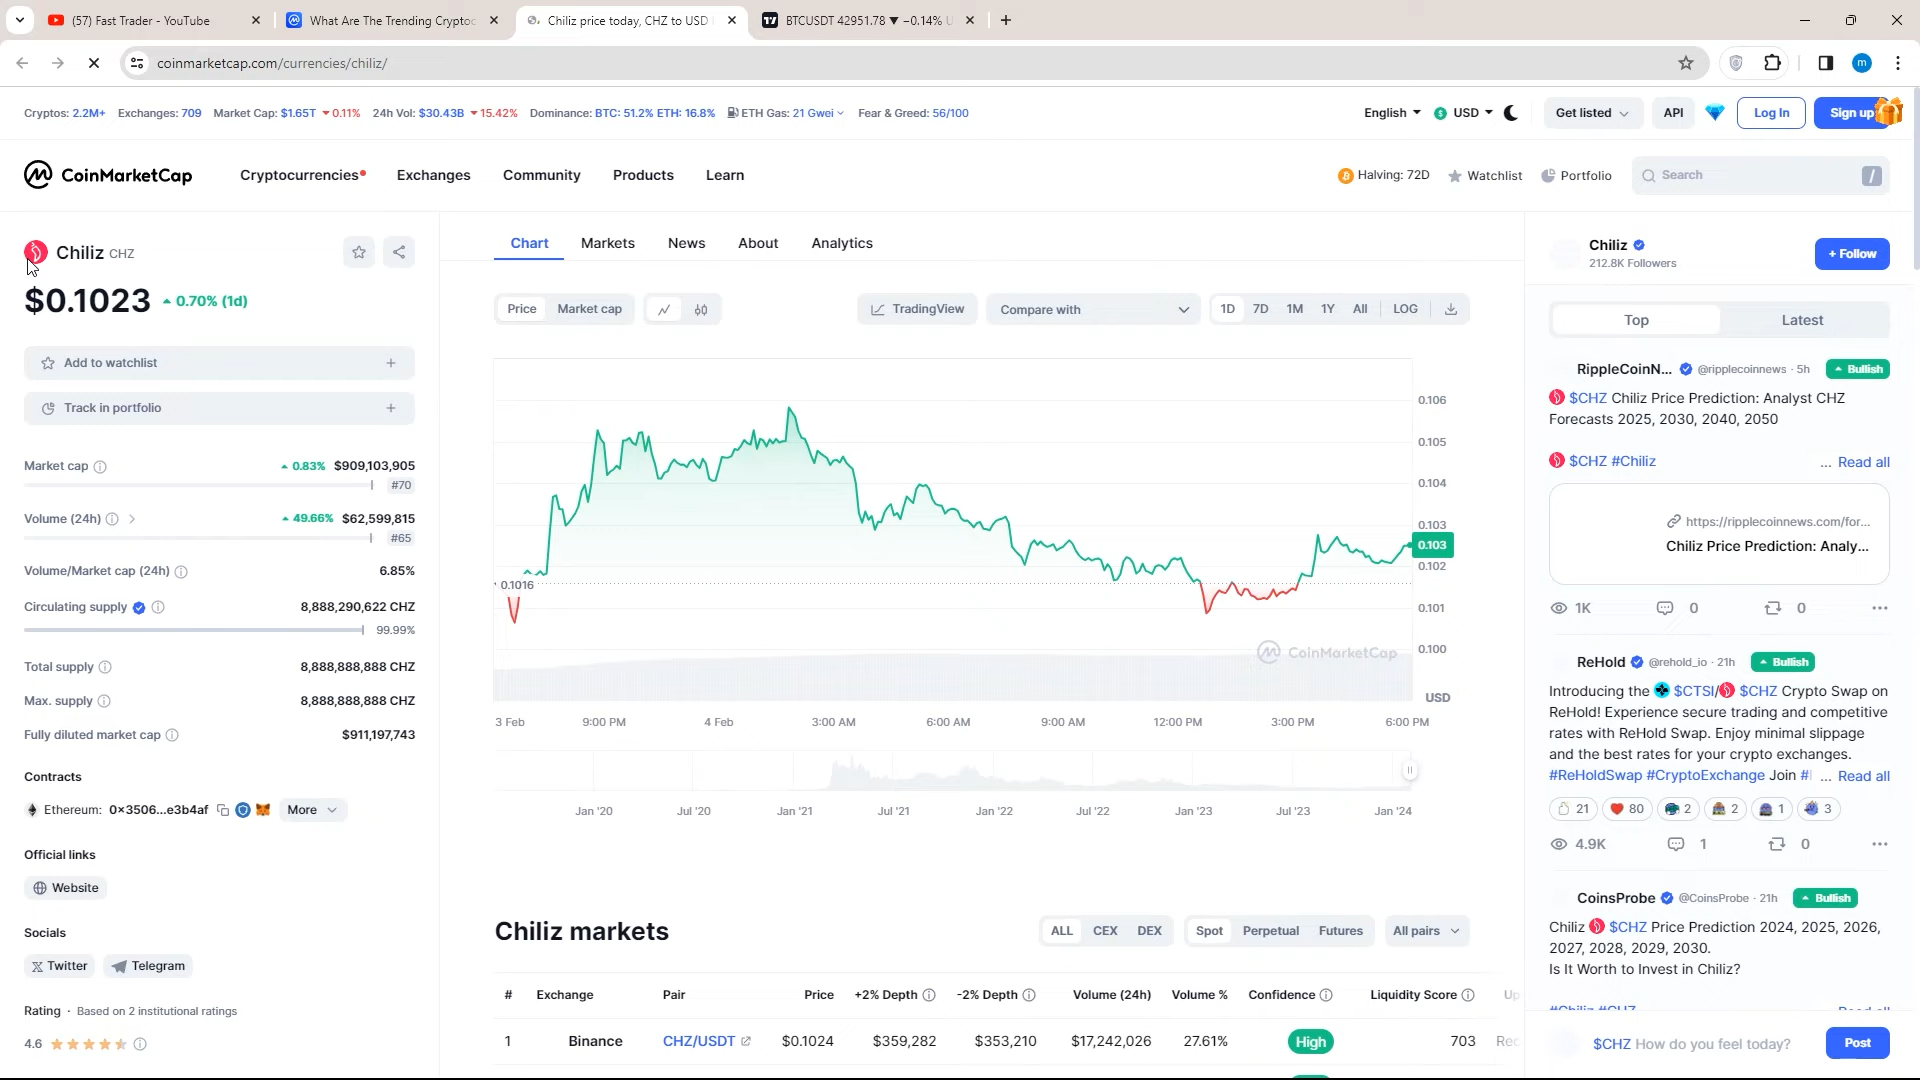 (57) Fast Trader - YouTube
What Are The Trending Cryptoc
Chiliz price today, CHZ to USD
BTCUSDT 42951.78 ▼ −0.14% U
coinmarketcap.com/currencies/chiliz/
m
Cryptos: 2.2M+ Exchanges: 709 Market Cap: $1.65T ▼ 0.11% 24h Vol: $30.43B ▼ 15.42% Dominance: BTC: 51.2% ETH: 16.8% ETH Gas: 21 Gwei Fear & Greed: 56/100
English USD Get listed API Log In Sign up
CoinMarketCap
Cryptocurrencies Exchanges Community Products Learn
Halving: 72D Watchlist Portfolio Search /
Chiliz CHZ
$0.1023 ▲ 0.70% (1d)
Add to watchlist +
Track in portfolio +
Market cap ▲ 0.83% $909,103,905
#70
Volume (24h) ▲ 49.66% $62,599,815
#65
Volume/Market cap (24h) 6.85%
Circulating supply 8,888,290,622 CHZ
99.99%
Total supply 8,888,888,888 CHZ
Max. supply 8,888,888,888 CHZ
Fully diluted market cap $911,197,743
Contracts
Ethereum: 0x3506...e3b4af More
Official links
Website
Socials
Twitter Telegram
Rating · Based on 2 institutional ratings
4.6
Chart Markets News About Analytics
Price Market cap TradingView Compare with 1D 7D 1M 1Y All LOG
0.106
0.105
0.104
0.103
0.103
0.102
0.1016
0.101
0.100
CoinMarketCap
USD
3 Feb 9:00 PM 4 Feb 3:00 AM 6:00 AM 9:00 AM 12:00 PM 3:00 PM 6:00 PM
Jan '20 Jul '20 Jan '21 Jul '21 Jan '22 Jul '22 Jan '23 Jul '23 Jan '24
Chiliz markets
ALL CEX DEX Spot Perpetual Futures All pairs
# Exchange Pair Price +2% Depth -2% Depth Volume (24h) Volume % Confidence Liquidity Score Up
1 Binance CHZ/USDT $0.1024 $359,282 $353,210 $17,242,026 27.61% High 703 Rec
Chiliz
212.8K Followers
+ Follow
Top Latest
RippleCoinN... @ripplecoinnews · 5h Bullish
$CHZ Chiliz Price Prediction: Analyst CHZ
Forecasts 2025, 2030, 2040, 2050
$CHZ #Chiliz ... Read all
https://ripplecoinnews.com/for...
Chiliz Price Prediction: Analy...
1K 0 0
ReHold @rehold_io · 21h Bullish
Introducing the $CTSI/ $CHZ Crypto Swap on
ReHold! Experience secure trading and competitive
rates with ReHold Swap. Enjoy minimal slippage
and the best rates for your crypto exchanges.
#ReHoldSwap #CryptoExchange Join # ... Read all
21 80 2 2 1 3
4.9K 1 0
CoinsProbe @CoinsProbe · 21h Bullish
Chiliz $CHZ Price Prediction 2024, 2025, 2026,
2027, 2028, 2029, 2030.
Is It Worth to Invest in Chiliz?
#Chiliz #CHZ Read all
$CHZ How do you feel today? Post